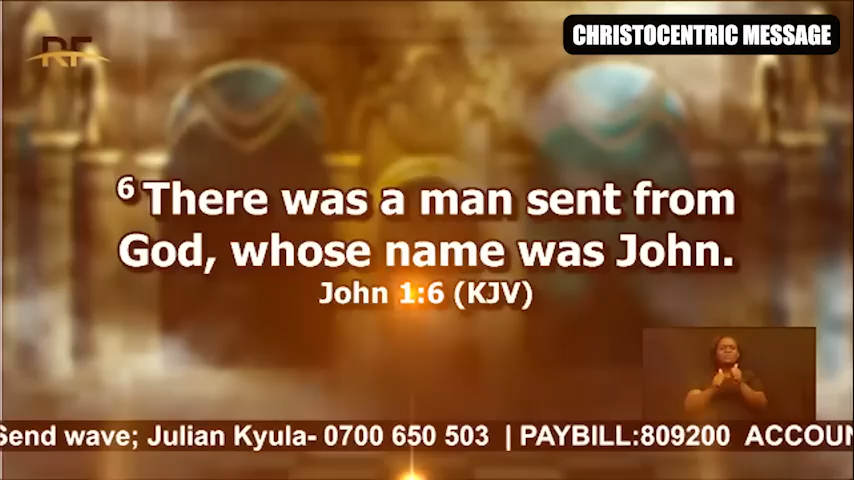 RF
CHRISTOCENTRIC MESSAGE
6 There was a man sent from
God, whose name was John.
John 1:6 (KJV)
Send wave; Julian Kyula- 0700 650 503 | PAYBILL:809200 ACCOUN